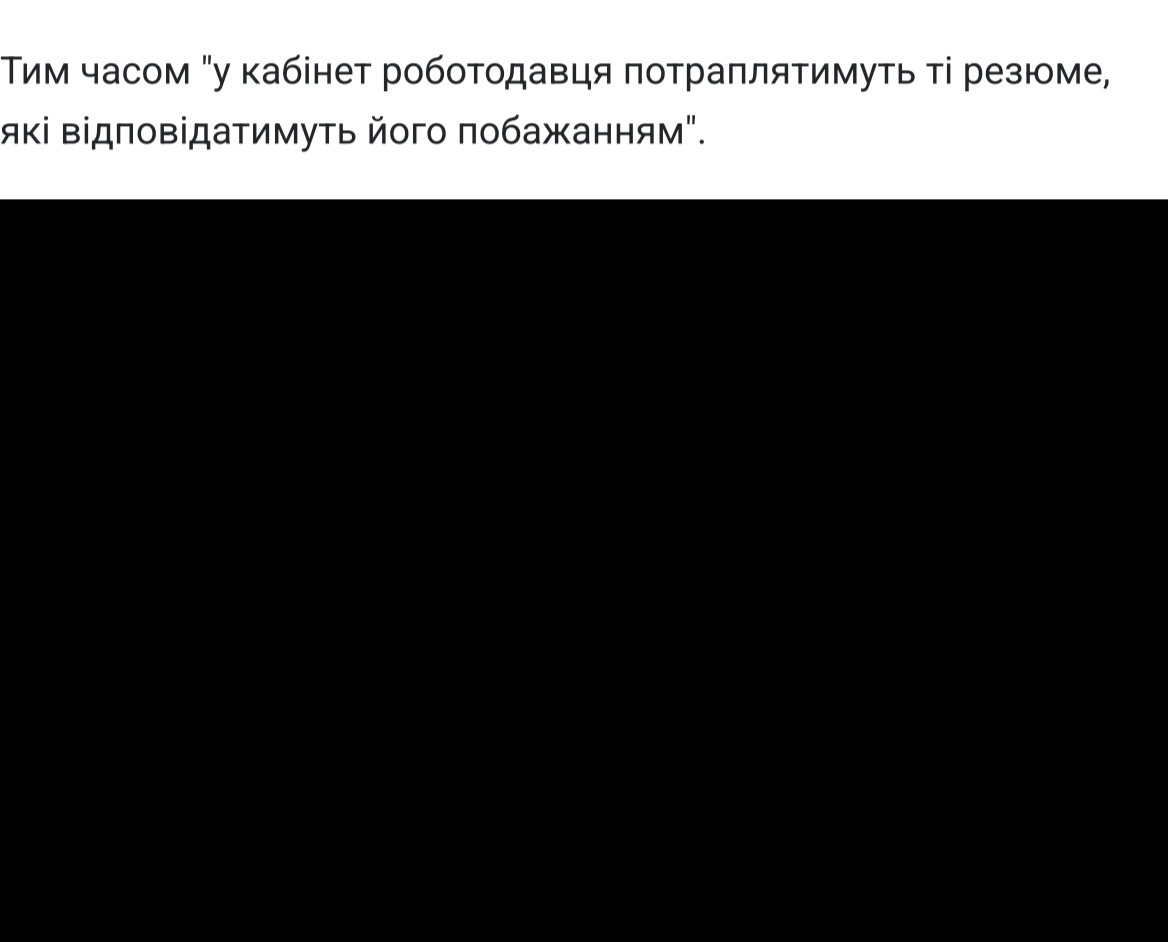 Тим часом "у кабінет роботодавця потраплятимуть ті резюме,
які відповідатимуть його побажанням".